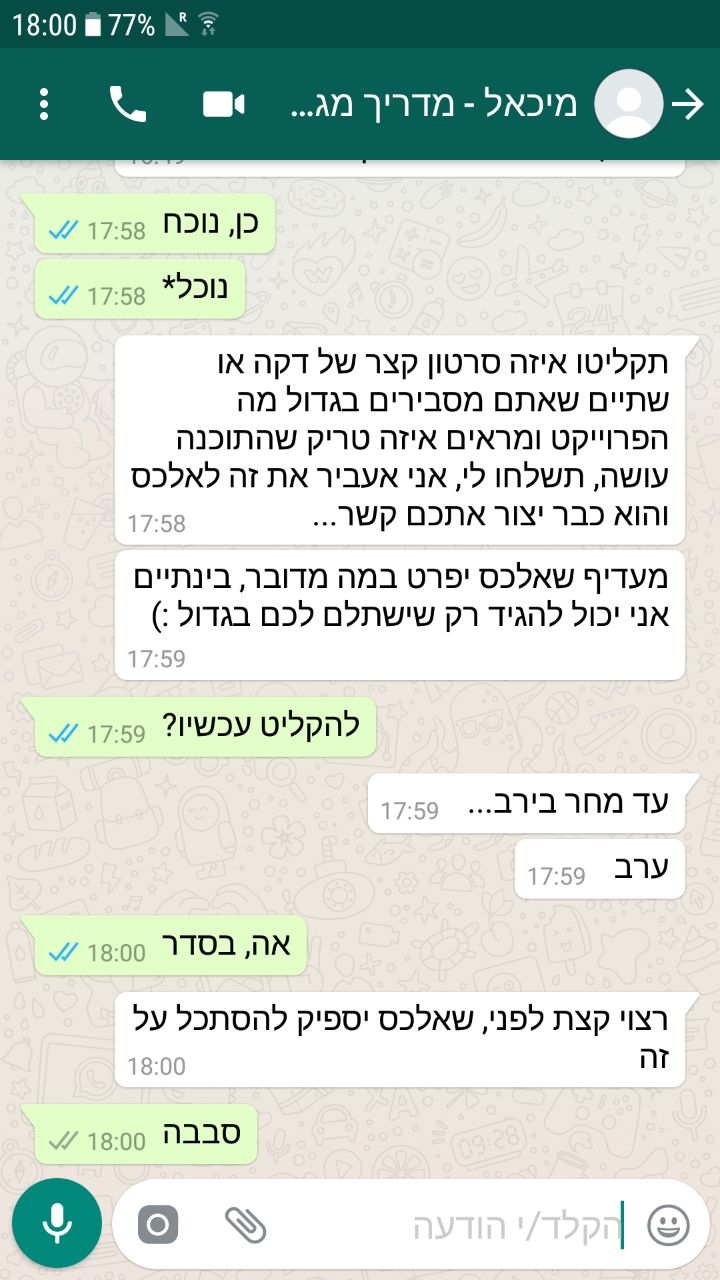 18:00 77% R
מיכאל - מדריך מג...
כן, נוכח
17:58
נוכל*
17:58
תקליטו איזה סרטון קצר של דקה או
שתיים שאתם מסבירים בגדול מה
הפרוייקט ומראים איזה טריק שהתוכנה
עושה, תשלחו לי, אני אעביר את זה לאלכס
והוא כבר יצור אתכם קשר...
17:58
מעדיף שאלכס יפרט במה מדובר, בינתיים
אני יכול להגיד רק שישתלם לכם בגדול :)
17:59
להקליט עכשיו?
17:59
עד מחר בירב...
17:59
ערב
17:59
אה, בסדר
18:00
רצוי קצת לפני, שאלכס יספיק להסתכל על
זה
18:00
סבבה
18:00
הקלד/י הודעה